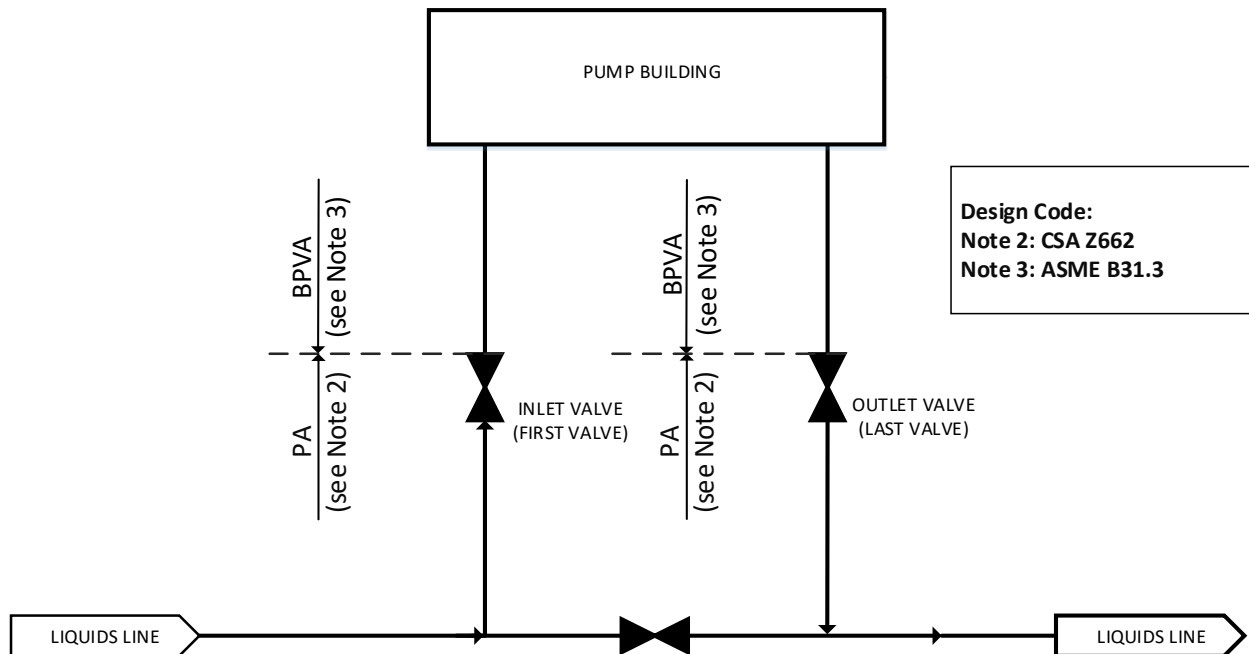 PUMP BUILDING
Design Code:
Note 2: CSA Z662
Note 3: ASME B31.3
BPVA
(see Note 3)
PA
(see Note 2)
BPVA
(see Note 3)
PA
(see Note 2)
INLET VALVE
(FIRST VALVE)
OUTLET VALVE
(LAST VALVE)
LIQUIDS LINE
LIQUIDS LINE